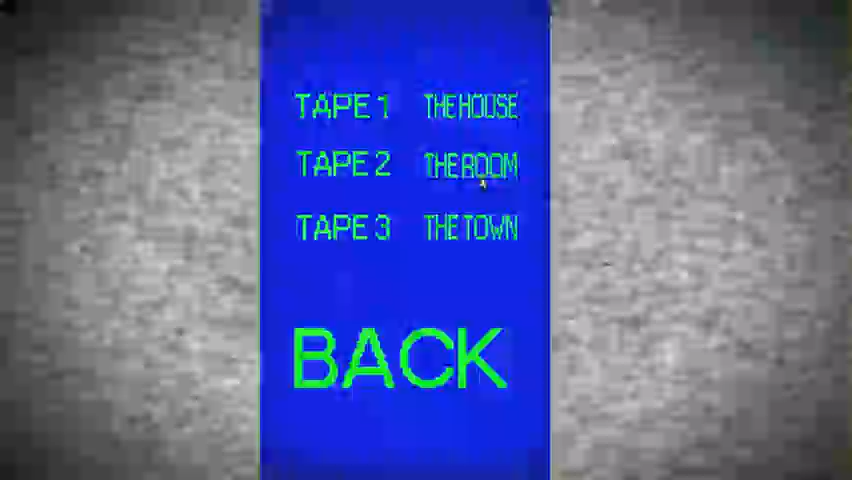 TAPE 1 THE HOUSE
TAPE 2 THE ROOM
TAPE 3 THE TOWN
BACK